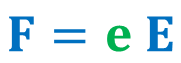 F = e E